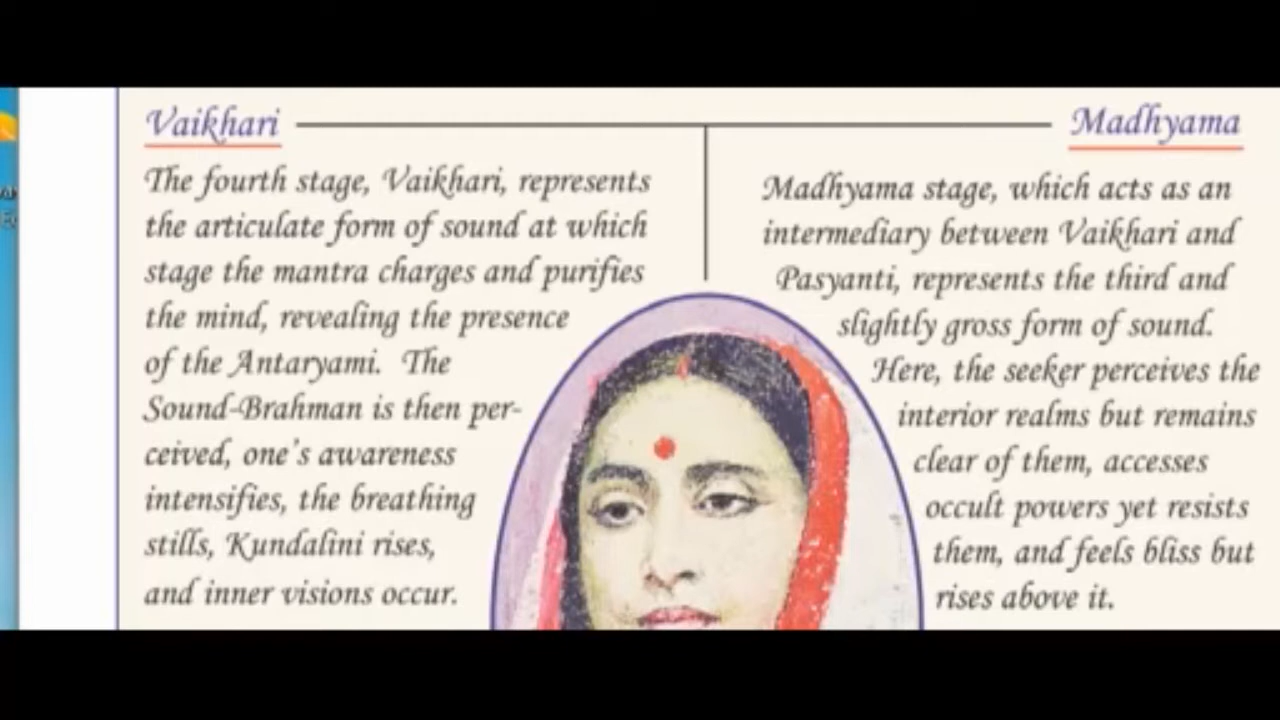 Vaikhari
The fourth stage, Vaikhari, represents
the articulate form of sound at which
stage the mantra charges and purifies
the mind, revealing the presence
of the Antaryami. The
Sound-Brahman is then per-
ceived, one's awareness
intensifies, the breathing
stills, Kundalini rises,
and inner visions occur.
Madhyama
Madhyama stage, which acts as an
intermediary between Vaikhari and
Pasyanti, represents the third and
slightly gross form of sound.
Here, the seeker perceives the
interior realms but remains
clear of them, accesses
occult powers yet resists
them, and feels bliss but
rises above it.